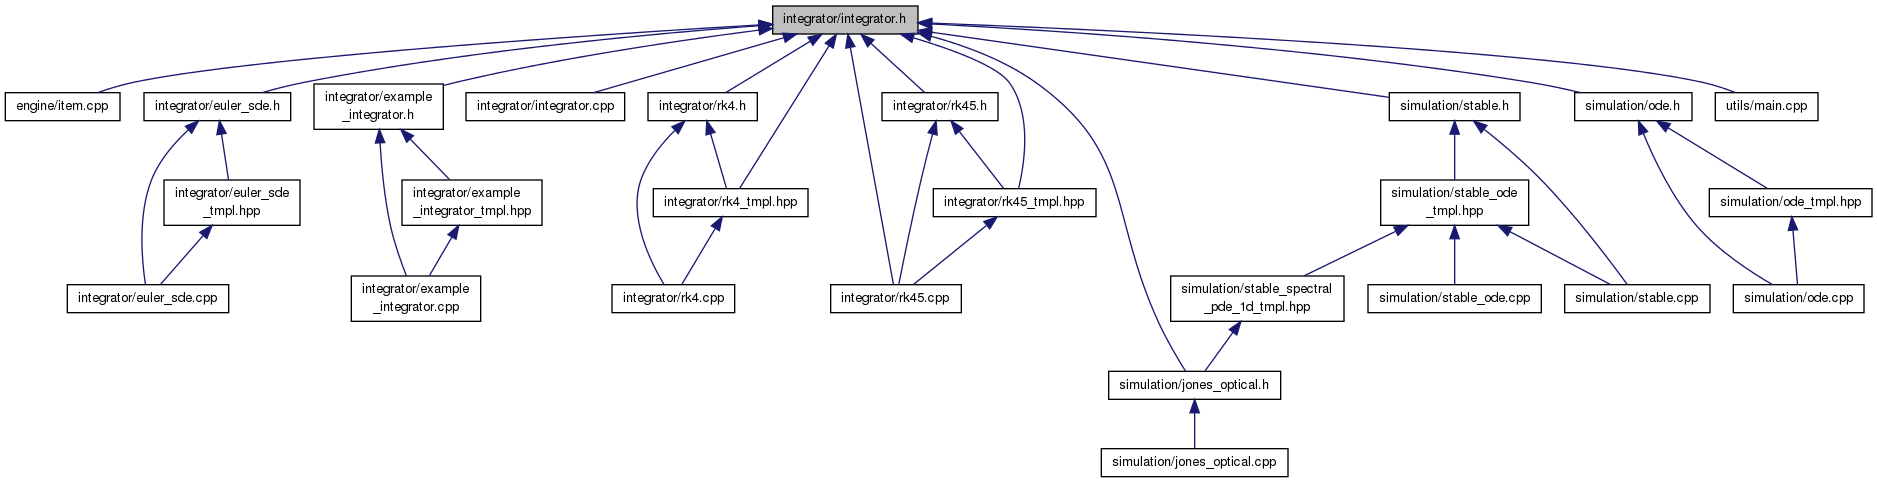 integrator/integrator.h
engine/item.cpp
integrator/euler_sde.h
integrator/example
_integrator.h
integrator/integrator.cpp
integrator/rk4.h
integrator/rk45.h
simulation/stable.h
simulation/ode.h
utils/main.cpp
integrator/euler_sde
_tmpl.hpp
integrator/example
_integrator_tmpl.hpp
integrator/rk4_tmpl.hpp
integrator/rk45_tmpl.hpp
simulation/stable_ode
_tmpl.hpp
simulation/ode_tmpl.hpp
integrator/euler_sde.cpp
integrator/example
_integrator.cpp
integrator/rk4.cpp
integrator/rk45.cpp
simulation/stable_spectral
_pde_1d_tmpl.hpp
simulation/stable_ode.cpp
simulation/stable.cpp
simulation/ode.cpp
simulation/jones_optical.h
simulation/jones_optical.cpp